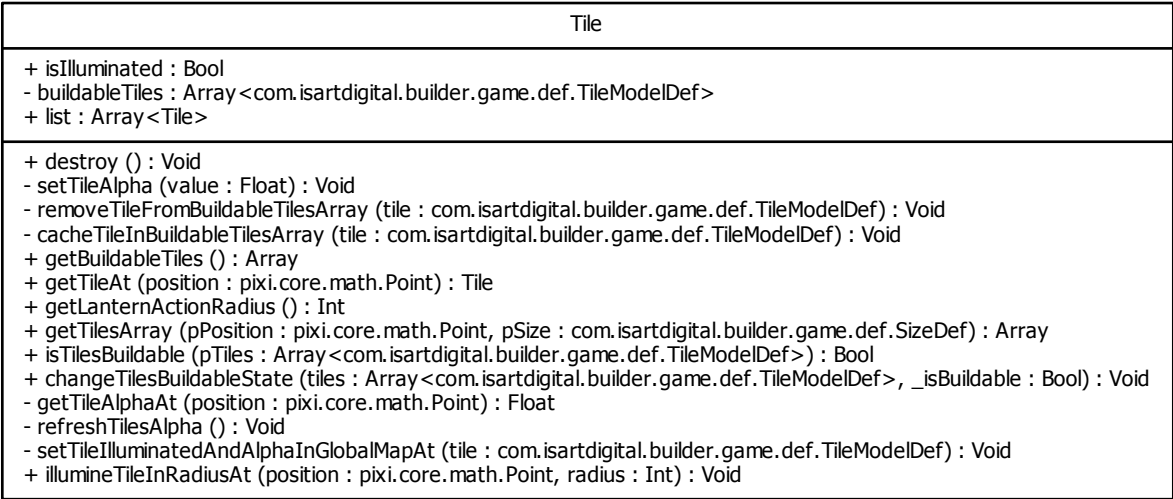 Tile
+ isIlluminated : Bool
- buildableTiles : Array<com.isartdigital.builder.game.def.TileModelDef>
+ list : Array<Tile>
+ destroy () : Void
- setTileAlpha (value : Float) : Void
- removeTileFromBuildableTilesArray (tile : com.isartdigital.builder.game.def.TileModelDef) : Void
- cacheTileInBuildableTilesArray (tile : com.isartdigital.builder.game.def.TileModelDef) : Void
+ getBuildableTiles () : Array
+ getTileAt (position : pixi.core.math.Point) : Tile
+ getLanternActionRadius () : Int
+ getTilesArray (pPosition : pixi.core.math.Point, pSize : com.isartdigital.builder.game.def.SizeDef) : Array
+ isTilesBuildable (pTiles : Array<com.isartdigital.builder.game.def.TileModelDef>) : Bool
+ changeTilesBuildableState (tiles : Array<com.isartdigital.builder.game.def.TileModelDef>, _isBuildable : Bool) : Void
- getTileAlphaAt (position : pixi.core.math.Point) : Float
- refreshTilesAlpha () : Void
- setTileIlluminatedAndAlphaInGlobalMapAt (tile : com.isartdigital.builder.game.def.TileModelDef) : Void
+ illumineTileInRadiusAt (position : pixi.core.math.Point, radius : Int) : Void